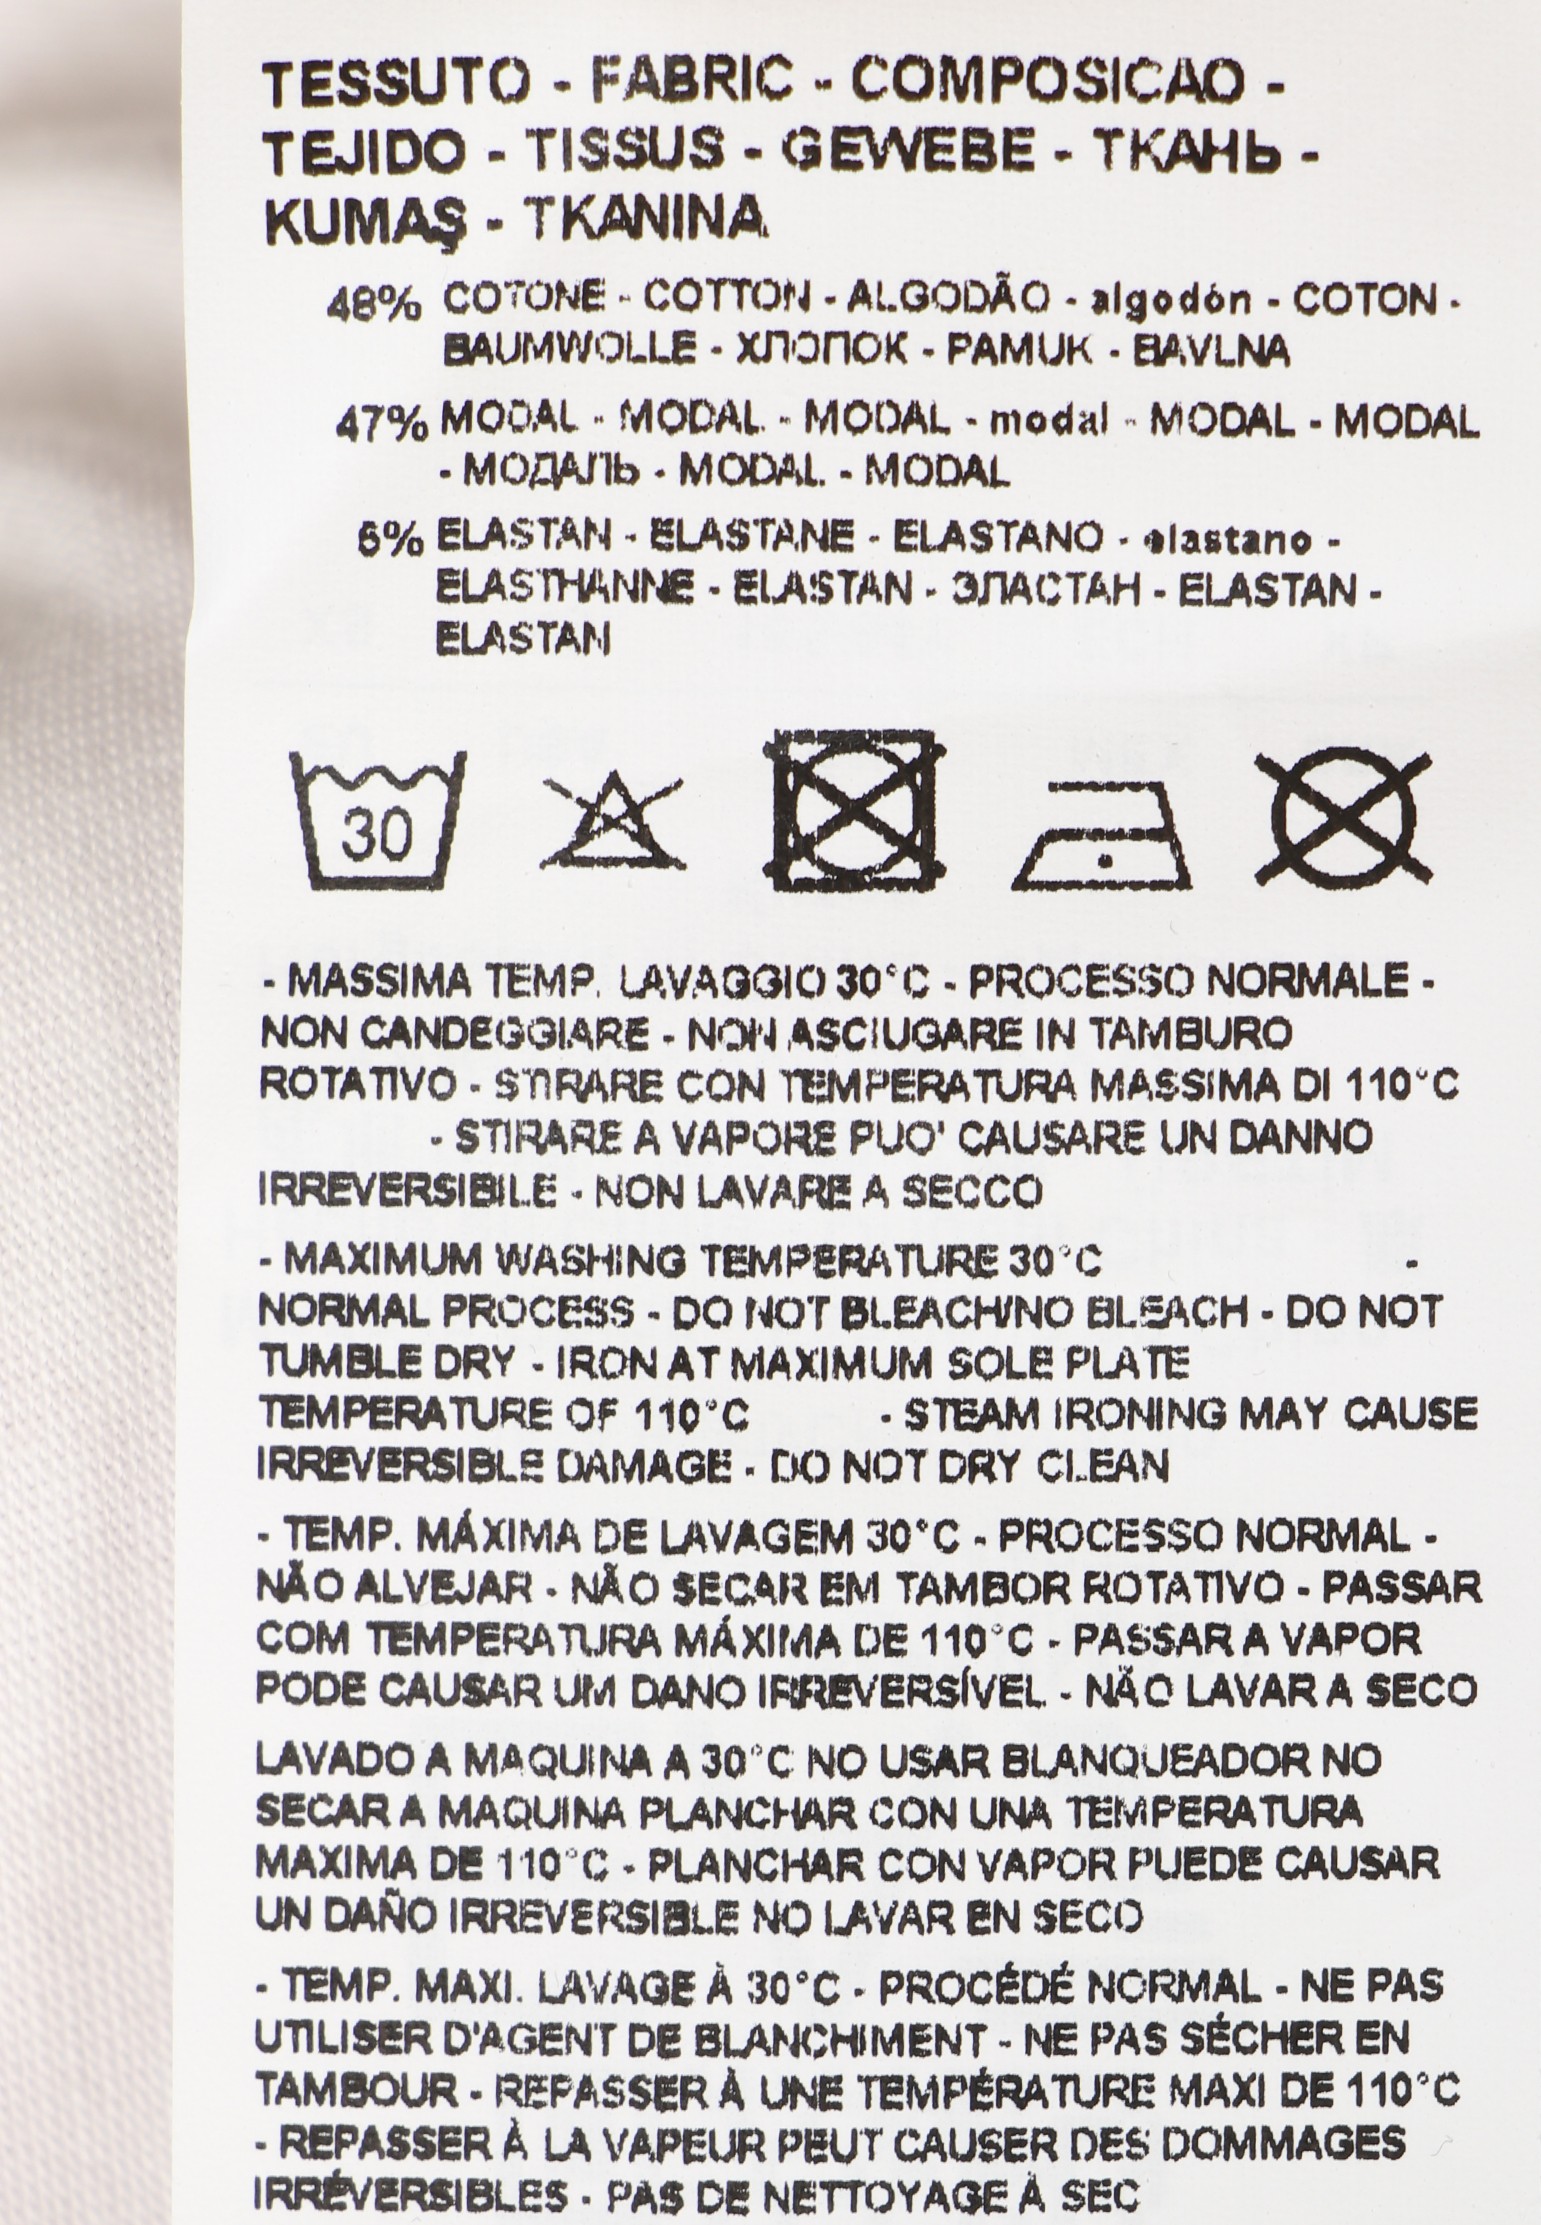 TESSUTO - FABRIC - COMPOSICAO -
TEJIDO - TISSUS - GEWEBE - ТКАНЬ -
KUMAŞ - TKANINA
48% COTONE - COTTON - ALGODÃO - algodón - COTON -
BAUMWOLLE - ХЛОПОК - PAMUK - BAVLNA
47% MODAL - MODAL - MODAL - modal - MODAL - MODAL
- МОДАЛЬ - MODAL - MODAL
5% ELASTAN - ELASTANE - ELASTANO - elastano -
ELASTHANNE - ELASTAN - ЭЛАСТАН - ELASTAN -
ELASTAN
30
- MASSIMA TEMP. LAVAGGIO 30°C - PROCESSO NORMALE -
NON CANDEGGIARE - NON ASCIUGARE IN TAMBURO
ROTATIVO - STIRARE CON TEMPERATURA MASSIMA DI 110°C
- STIRARE A VAPORE PUO' CAUSARE UN DANNO
IRREVERSIBILE - NON LAVARE A SECCO
- MAXIMUM WASHING TEMPERATURE 30°C -
NORMAL PROCESS - DO NOT BLEACH/NO BLEACH - DO NOT
TUMBLE DRY - IRON AT MAXIMUM SOLE PLATE
TEMPERATURE OF 110°C - STEAM IRONING MAY CAUSE
IRREVERSIBLE DAMAGE - DO NOT DRY CLEAN
- TEMP. MÁXIMA DE LAVAGEM 30°C - PROCESSO NORMAL -
NÃO ALVEJAR - NÃO SECAR EM TAMBOR ROTATIVO - PASSAR
COM TEMPERATURA MÁXIMA DE 110°C - PASSAR A VAPOR
PODE CAUSAR UM DANO IRREVERSÍVEL - NÃO LAVAR A SECO
LAVADO A MAQUINA A 30°C NO USAR BLANQUEADOR NO
SECAR A MAQUINA PLANCHAR CON UNA TEMPERATURA
MAXIMA DE 110°C - PLANCHAR CON VAPOR PUEDE CAUSAR
UN DAÑO IRREVERSIBLE NO LAVAR EN SECO
- TEMP. MAXI. LAVAGE À 30°C - PROCÉDÉ NORMAL - NE PAS
UTILISER D'AGENT DE BLANCHIMENT - NE PAS SÉCHER EN
TAMBOUR - REPASSER À UNE TEMPÉRATURE MAXI DE 110°C
- REPASSER À LA VAPEUR PEUT CAUSER DES DOMMAGES
IRRÉVERSIBLES - PAS DE NETTOYAGE À SEC